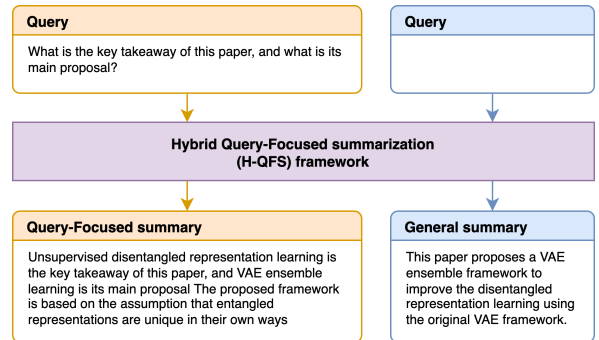 Query
What is the key takeaway of this paper, and what is its
main proposal?
Query
Hybrid Query-Focused summarization
(H-QFS) framework
Query-Focused summary
Unsupervised disentangled representation learning is
the key takeaway of this paper, and VAE ensemble
learning is its main proposal The proposed framework
is based on the assumption that entangled
representations are unique in their own ways
General summary
This paper proposes a VAE
ensemble framework to
improve the disentangled
representation learning using
the original VAE framework.